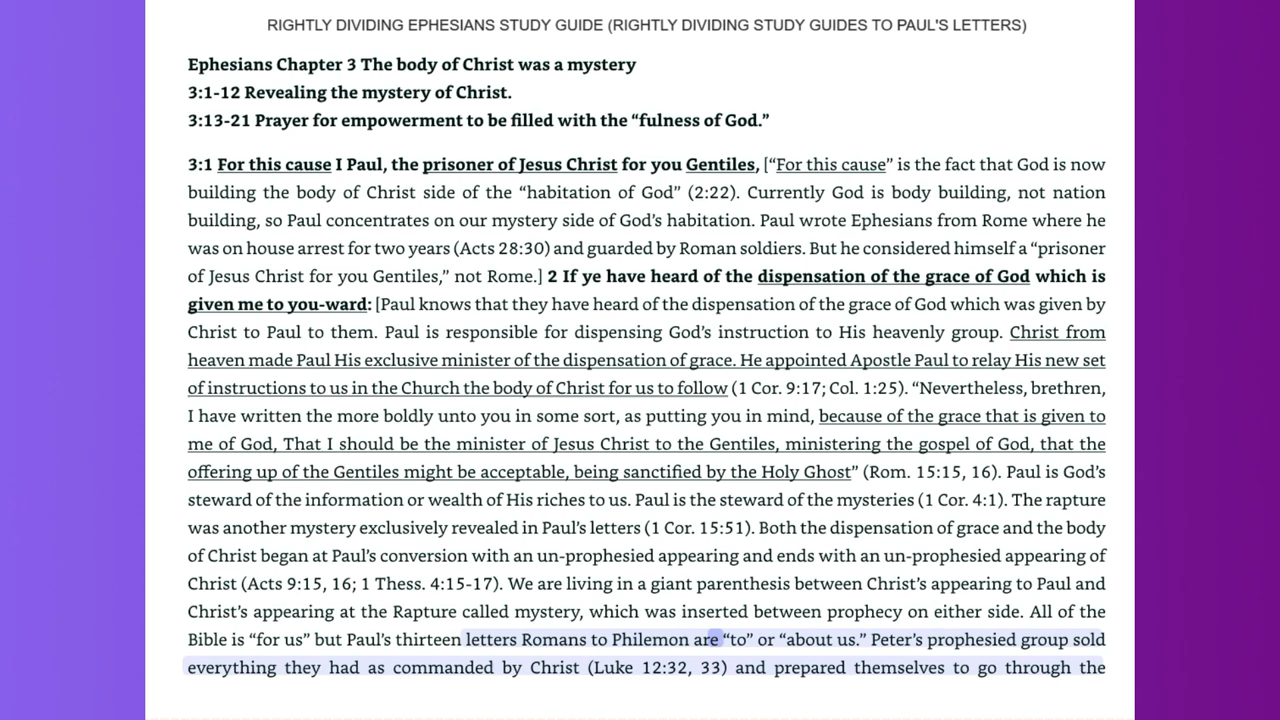 RIGHTLY DIVIDING EPHESIANS STUDY GUIDE (RIGHTLY DIVIDING STUDY GUIDES TO PAUL'S LETTERS)
Ephesians Chapter 3 The body of Christ was a mystery
3:1-12 Revealing the mystery of Christ.
3:13-21 Prayer for empowerment to be filled with the “fulness of God.”
3:1 For this cause I Paul, the prisoner of Jesus Christ for you Gentiles, [“For this cause” is the fact that God is now
building the body of Christ side of the “habitation of God” (2:22). Currently God is body building, not nation
building, so Paul concentrates on our mystery side of God’s habitation. Paul wrote Ephesians from Rome where he
was on house arrest for two years (Acts 28:30) and guarded by Roman soldiers. But he considered himself a “prisoner
of Jesus Christ for you Gentiles,” not Rome.] 2 If ye have heard of the dispensation of the grace of God which is
given me to you-ward: [Paul knows that they have heard of the dispensation of the grace of God which was given by
Christ to Paul to them. Paul is responsible for dispensing God’s instruction to His heavenly group. Christ from
heaven made Paul His exclusive minister of the dispensation of grace. He appointed Apostle Paul to relay His new set
of instructions to us in the Church the body of Christ for us to follow (1 Cor. 9:17; Col. 1:25). “Nevertheless, brethren,
I have written the more boldly unto you in some sort, as putting you in mind, because of the grace that is given to
me of God, That I should be the minister of Jesus Christ to the Gentiles, ministering the gospel of God, that the
offering up of the Gentiles might be acceptable, being sanctified by the Holy Ghost” (Rom. 15:15, 16). Paul is God’s
steward of the information or wealth of His riches to us. Paul is the steward of the mysteries (1 Cor. 4:1). The rapture
was another mystery exclusively revealed in Paul’s letters (1 Cor. 15:51). Both the dispensation of grace and the body
of Christ began at Paul’s conversion with an un-prophesied appearing and ends with an un-prophesied appearing of
Christ (Acts 9:15, 16; 1 Thess. 4:15-17). We are living in a giant parenthesis between Christ’s appearing to Paul and
Christ’s appearing at the Rapture called mystery, which was inserted between prophecy on either side. All of the
Bible is “for us” but Paul’s thirteen letters Romans to Philemon are “to” or “about us.” Peter’s prophesied group sold
everything they had as commanded by Christ (Luke 12:32, 33) and prepared themselves to go through the